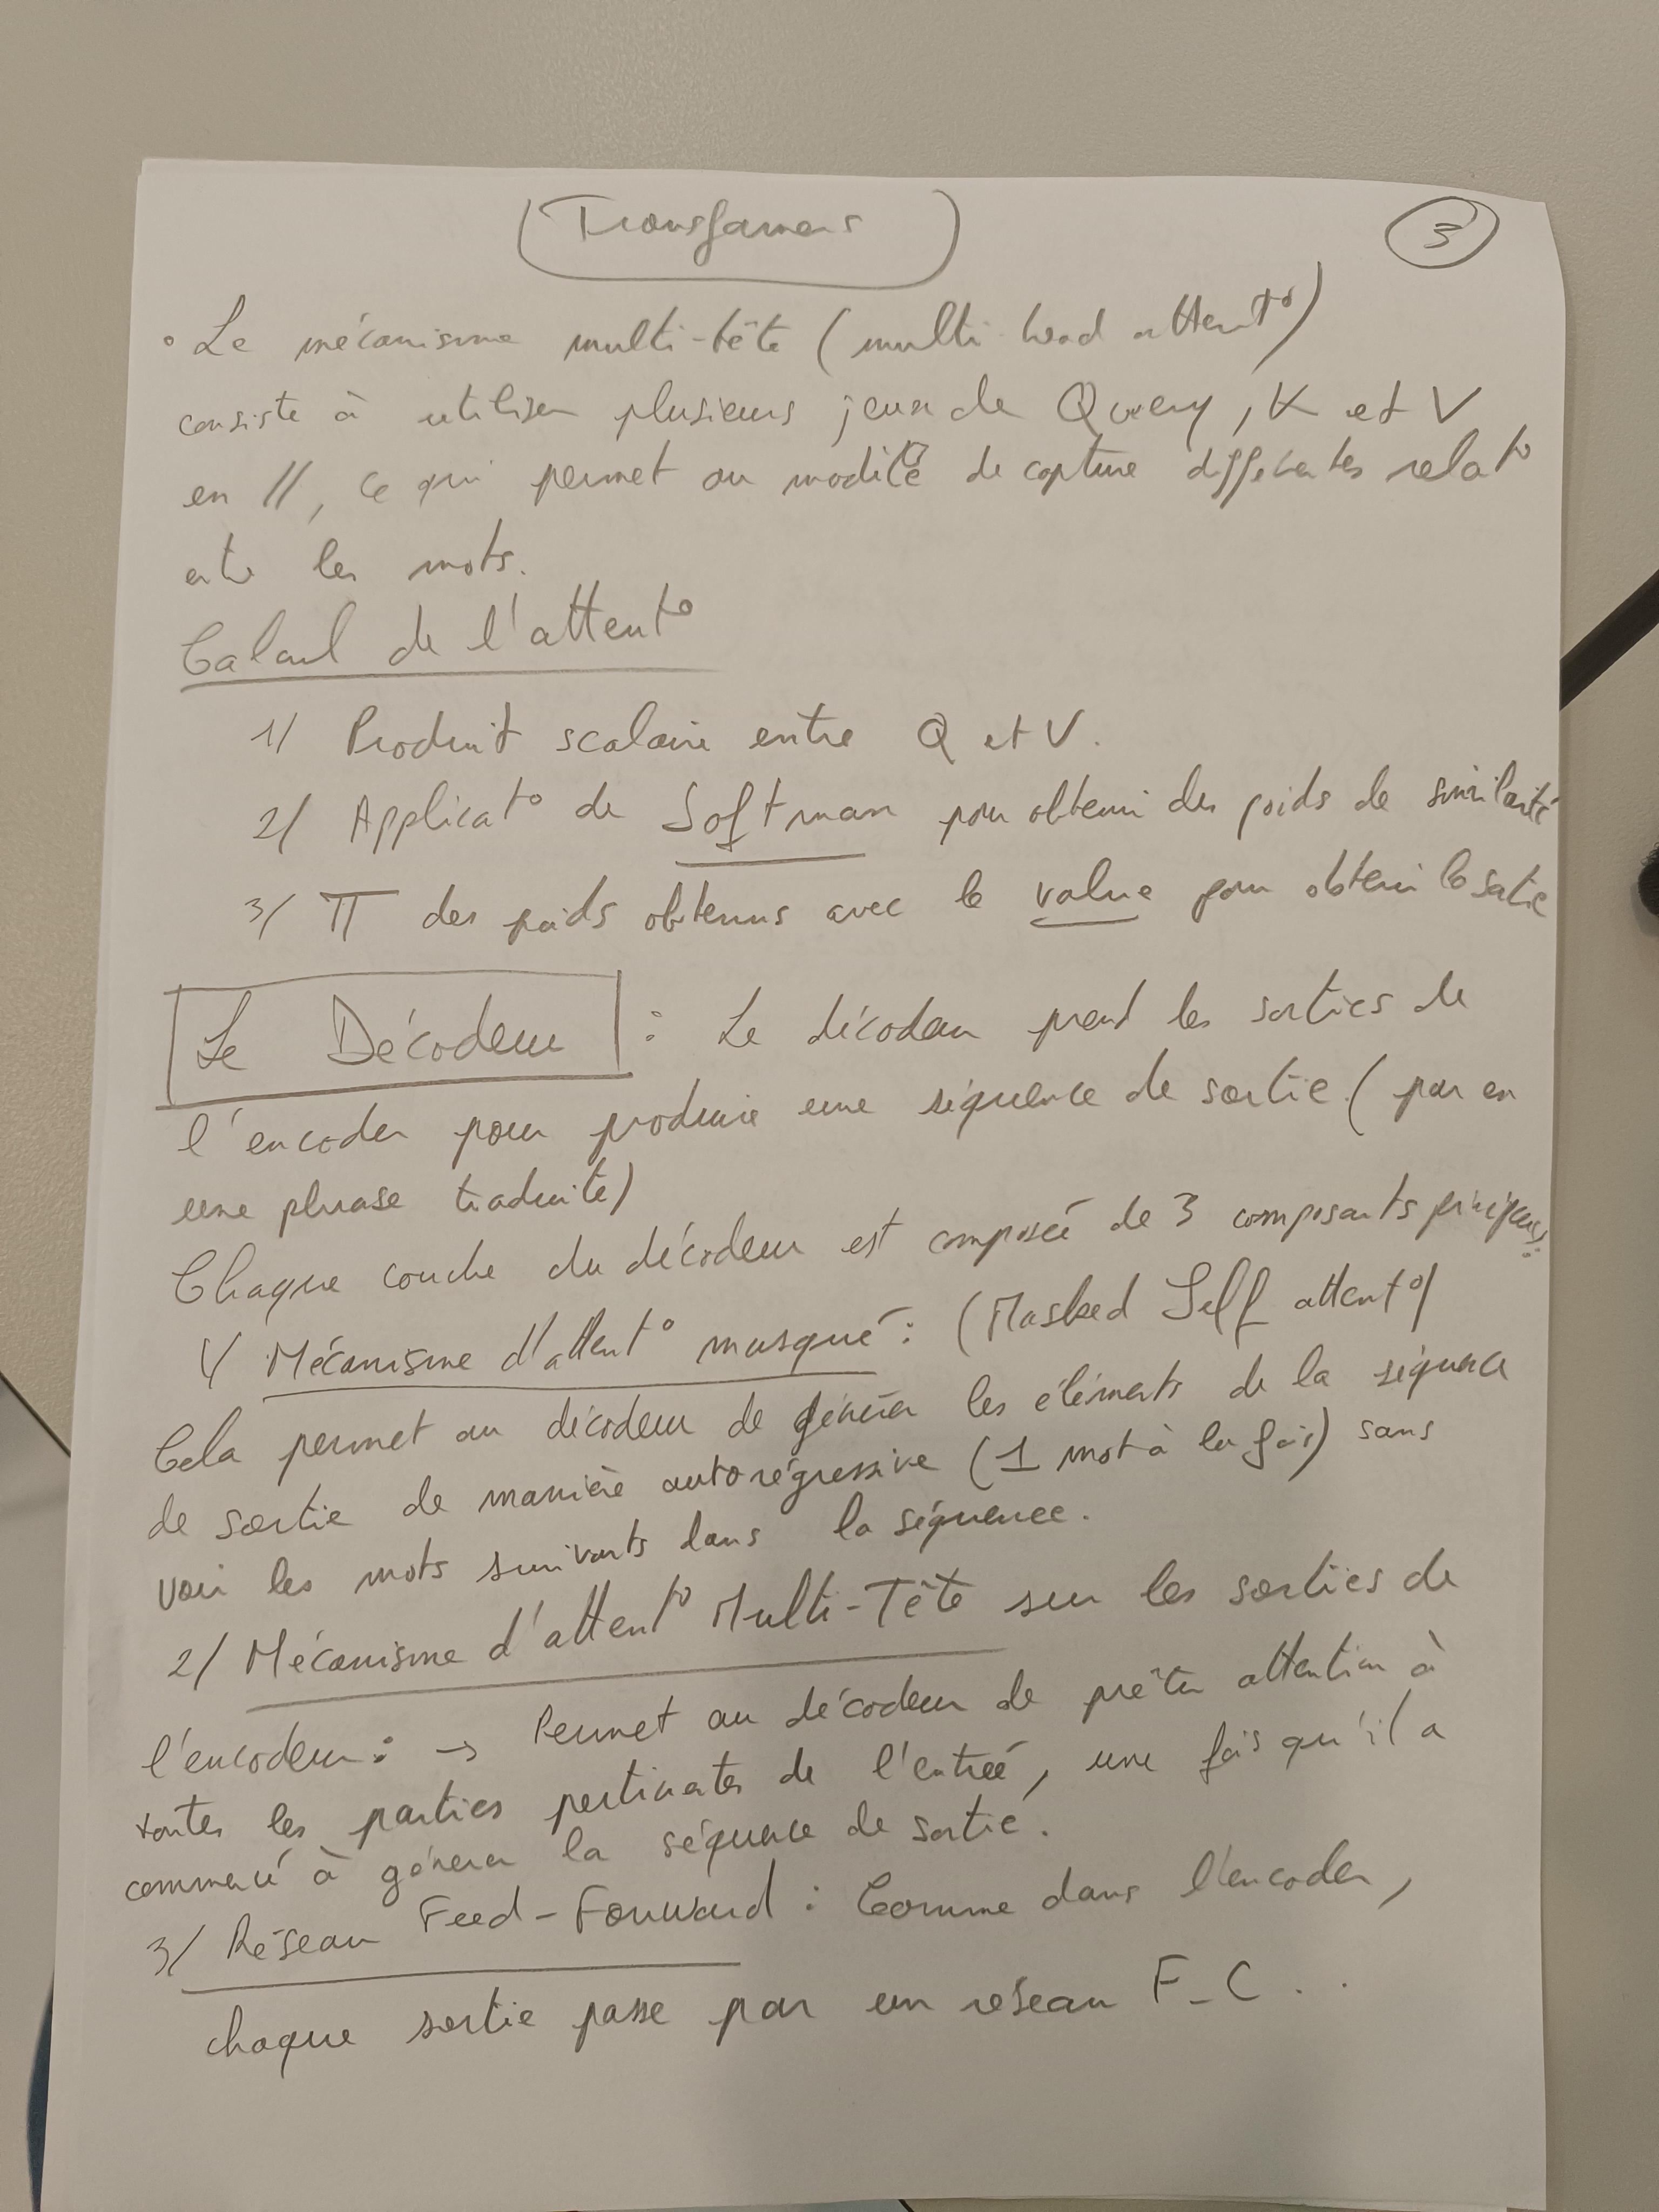 Transformers
3
• Le mécanisme multi-tête (multi-head attent°)
consiste à utiliser plusieurs jeux de Query, K et V
en //, ce qui permet au modèle de capture différentes relat°
entre les mots.
Calcul de l'attent°
1/ Produit scalaire entre Q et V.
2/ Applicat° de Softmax pour obtenir des poids de similarité
3/ Π des poids obtenus avec le value pour obtenir la sortie
Le Décodeur : Le décodeur prend les sorties de
l'encoder pour produire une séquence de sortie (par ex
une phrase traduite)
Chaque couche du décodeur est composée de 3 composants principaux :
1/ Mécanisme d'attent° masqué : (Masked Self attent°)
Cela permet au décodeur de générer les éléments de la séquence
de sortie de manière autorégressive (1 mot à la fois) sans
voir les mots suivants dans la séquence.
2/ Mécanisme d'attent° Multi-Tête sur les sorties de
l'encodeur : → Permet au décodeur de prêter attention à
toutes les parties pertinentes de l'entrée, une fois qu'il a
commencé à générer la séquence de sortie.
3/ Réseau Feed-Forward : Comme dans l'encoder,
chaque sortie passe par un reseau F_C . .